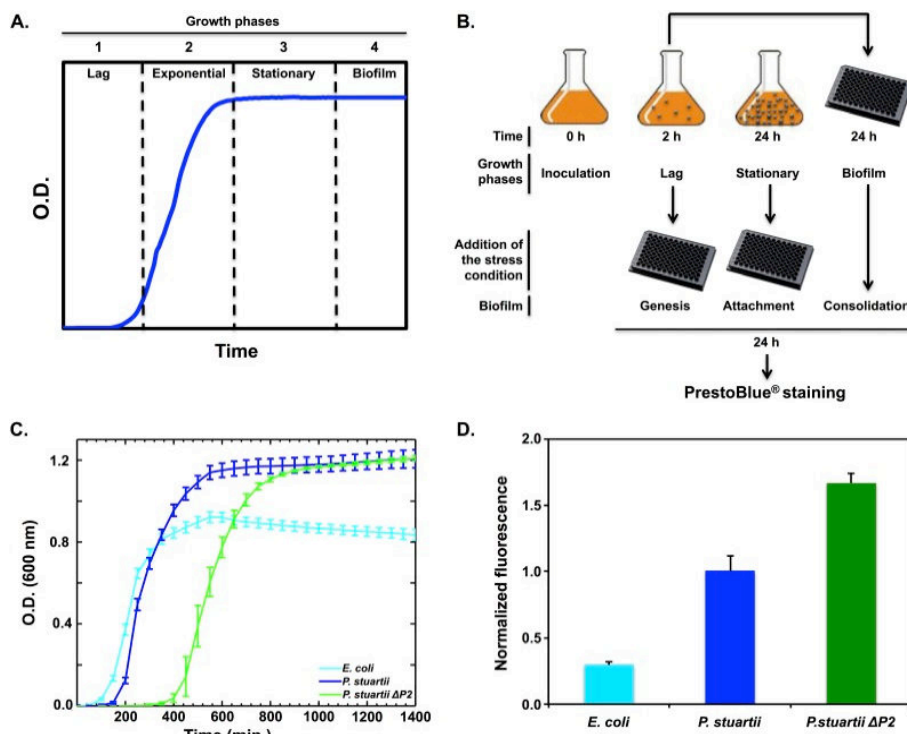 A.
Growth phases
1 2 3 4
Lag Exponential Stationary Biofilm
O.D.
Time
B.
Time 0 h 2 h 24 h 24 h
Growth
phases Inoculation Lag Stationary Biofilm
Addition of
the stress
condition
Biofilm Genesis Attachment Consolidation
24 h
PrestoBlue® staining
C.
O.D. (600 nm)
1.2
0.8
0.4
0.0
E. coli
P. stuartii
P. stuartii ΔP2
200 400 600 800 1000 1200 1400
Time (min.)
D.
Normalized fluorescence
2.0
1.5
1.0
0.5
0.0
E. coli P. stuartii P.stuartii ΔP2